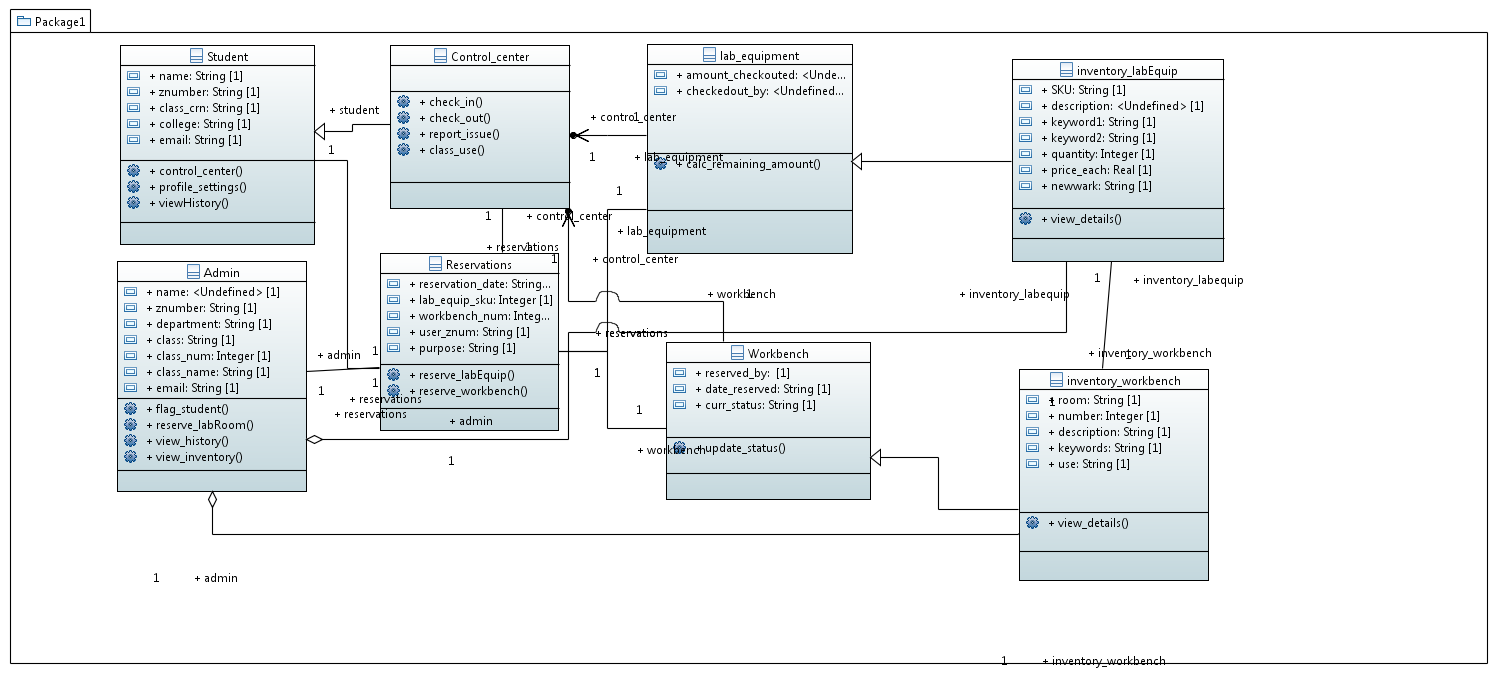 Package1
Student
+ name: String [1]
+ znumber: String [1]
+ class_crn: String [1]
+ college: String [1]
+ email: String [1]
+ control_center()
+ profile_settings()
+ viewHistory()
+ student
1
Control_center
+ check_in()
+ check_out()
+ report_issue()
+ class_use()
+ control_center
1
1
lab_equipment
+ amount_checkouted: <Unde...
+ checkedout_by: <Undefined...
+ lab_equipment
+ calc_remaining_amount()
1
+ lab_equipment
inventory_labEquip
+ SKU: String [1]
+ description: <Undefined> [1]
+ keyword1: String [1]
+ keyword2: String [1]
+ quantity: Integer [1]
+ price_each: Real [1]
+ newwark: String [1]
+ view_details()
1
+ control_center
+ reservations
1
1
+ control_center
Admin
+ name: <Undefined> [1]
+ znumber: String [1]
+ department: String [1]
+ class: String [1]
+ class_num: Integer [1]
+ class_name: String [1]
+ email: String [1]
+ flag_student()
+ reserve_labRoom()
+ view_history()
+ view_inventory()
+ admin
1
1
1
Reservations
+ reservation_date: String...
+ lab_equip_sku: Integer [1]
+ workbench_num: Integ...
+ user_znum: String [1]
+ purpose: String [1]
+ reserve_labEquip()
+ reserve_workbench()
+ reservations
+ reservations
+ admin
1
+ workbench
1
+ reservations
1
1
+ workbench
Workbench
+ reserved_by: [1]
+ date_reserved: String [1]
+ curr_status: String [1]
+ update_status()
+ inventory_labequip
1
+ inventory_labequip
+ inventory_workbench
1
inventory_workbench
1
+ room: String [1]
+ number: Integer [1]
+ description: String [1]
+ keywords: String [1]
+ use: String [1]
+ view_details()
1
+ admin
1
+ inventory_workbench